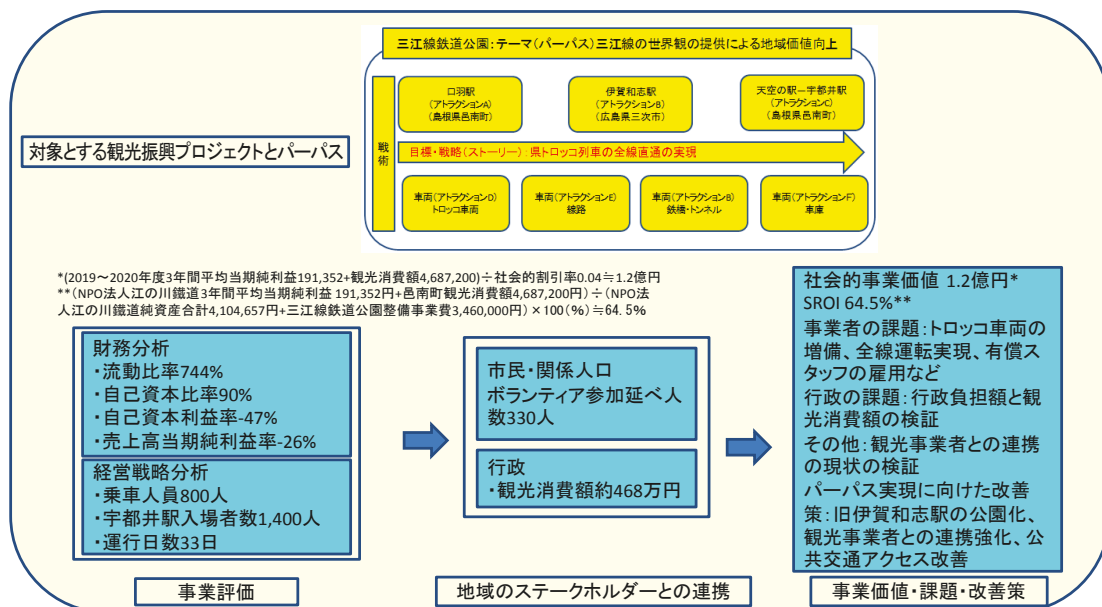 三江線鉄道公園：テーマ（パーパス）三江線の世界観の提供による地域価値向上
戦術
口羽駅
（アトラクションA）
（島根県邑南町）
伊賀和志駅
（アトラクションB）
（広島県三次市）
天空の駅－宇都井駅
（アトラクションC）
（島根県邑南町）
対象とする観光振興プロジェクトとパーパス
目標・戦略（ストーリー）：県トロッコ列車の全線直通の実現
車両（アトラクションD）
トロッコ車両
車両（アトラクションE）
線路
車両（アトラクションB）
鉄橋・トンネル
車両（アトラクションF）
車庫
*(2019～2020年度3年間平均当期純利益191,352+観光消費額4,687,200)÷社会的割引率0.04≒1.2億円
**（NPO法人江の川鐵道3年間平均当期純利益 191,352円+邑南町観光消費額4,687,200円）÷（NPO法
人江の川鐵道純資産合計4,104,657円+三江線鉄道公園整備事業費3,460,000円）×100（%）≒64.5%
財務分析
・流動比率744%
・自己資本比率90%
・自己資本利益率-47%
・売上高当期純利益率-26%
経営戦略分析
・乗車人員800人
・宇都井駅入場者数1,400人
・運行日数33日
事業評価
市民・関係人口
ボランティア参加延べ人
数330人
行政
・観光消費額約468万円
地域のステークホルダーとの連携
社会的事業価値 1.2億円*
SROI 64.5%**
事業者の課題：トロッコ車両の
増備、全線運転実現、有償ス
タッフの雇用など
行政の課題：行政負担額と観
光消費額の検証
その他：観光事業者との連携
の現状の検証
パーパス実現に向けた改善
策：旧伊賀和志駅の公園化、
観光事業者との連携強化、公
共交通アクセス改善
事業価値・課題・改善策